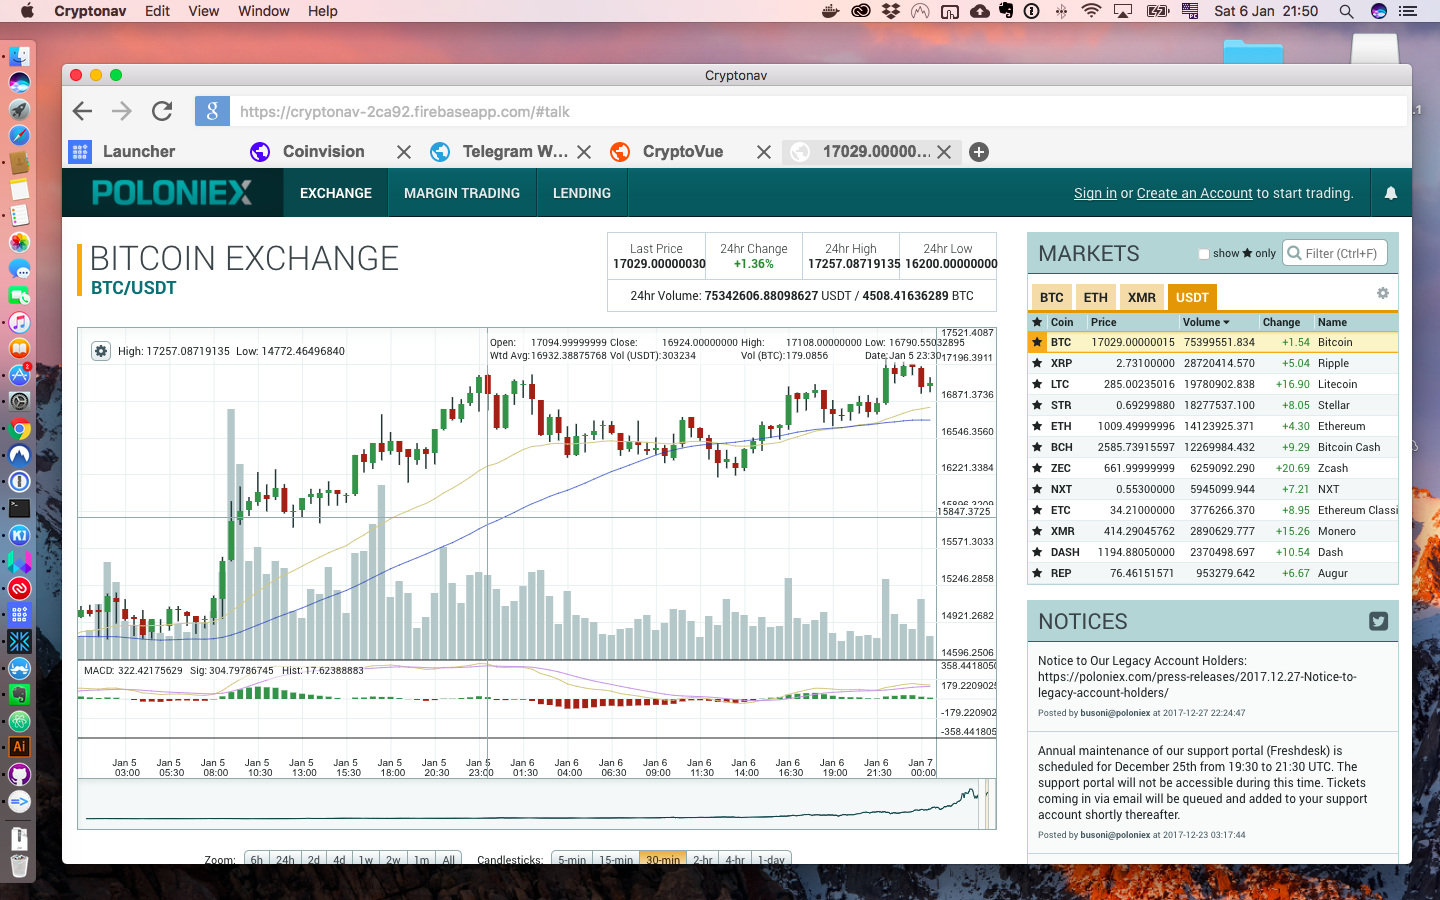 Cryptonav Edit View Window Help
Sat 6 Jan 21:50
Cryptonav
https://cryptonav-2ca92.firebaseapp.com/#talk
Launcher
Coinvision
Telegram W...
CryptoVue
17029.00000...
POLONIEX
EXCHANGE
MARGIN TRADING
LENDING
Sign in or Create an Account to start trading.
BITCOIN EXCHANGE
BTC/USDT
Last Price
17029.00000030
24hr Change
+1.36%
24hr High
17257.08719135
24hr Low
16200.00000000
24hr Volume: 75342606.88098627 USDT / 4508.41636289 BTC
High: 17257.08719135 Low: 14772.46496840
Open: 17094.99999999 Close: 16924.00000000 High: 17108.00000000 Low: 16790.55032895
Wtd Avg:16932.38875768 Vol (USDT):303234 Vol (BTC):179.0856 Date: Jan 5 23:30
17521.4087
17196.3911
16871.3736
16546.3560
16221.3384
15896.3209
15847.3725
15571.3033
15246.2858
14921.2682
14596.2506
MACD: 322.42175629 Sig: 304.79786745 Hist: 17.62388883
358.4418050
179.2209025
-179.220902
-358.441805
Jan 5 03:00
Jan 5 05:30
Jan 5 08:00
Jan 5 10:30
Jan 5 13:00
Jan 5 15:30
Jan 5 18:00
Jan 5 20:30
Jan 5 23:00
Jan 6 01:30
Jan 6 04:00
Jan 6 06:30
Jan 6 09:00
Jan 6 11:30
Jan 6 14:00
Jan 6 16:30
Jan 6 19:00
Jan 6 21:30
Jan 7 00:00
Zoom: 6h 24h 2d 4d 1w 2w 1m All
Candlesticks: 5-min 15-min 30-min 2-hr 4-hr 1-day
MARKETS
show ★ only
Filter (Ctrl+F)
BTC ETH XMR USDT
★ Coin Price Volume Change Name
★ BTC 17029.00000015 75399551.834 +1.54 Bitcoin
★ XRP 2.73100000 28720414.570 +5.04 Ripple
★ LTC 285.00235016 19780902.838 +16.90 Litecoin
★ STR 0.69299880 18277537.100 +8.05 Stellar
★ ETH 1009.49999996 14123925.371 +4.30 Ethereum
★ BCH 2585.73915597 12269984.432 +9.29 Bitcoin Cash
★ ZEC 661.99999999 6259092.290 +20.69 Zcash
★ NXT 0.55300000 5945099.944 +7.21 NXT
★ ETC 34.21000000 3776266.370 +8.95 Ethereum Classi
★ XMR 414.29045762 2890629.777 +15.26 Monero
★ DASH 1194.88050000 2370498.697 +10.54 Dash
★ REP 76.46151571 953279.642 +6.67 Augur
NOTICES
Notice to Our Legacy Account Holders:
https://poloniex.com/press-releases/2017.12.27-Notice-to-
legacy-account-holders/
Posted by busoni@poloniex at 2017-12-27 22:24:47
Annual maintenance of our support portal (Freshdesk) is
scheduled for December 25th from 19:30 to 21:30 UTC. The
support portal will not be accessible during this time. Tickets
coming in via email will be queued and added to your support
account shortly thereafter.
Posted by busoni@poloniex at 2017-12-23 03:17:44